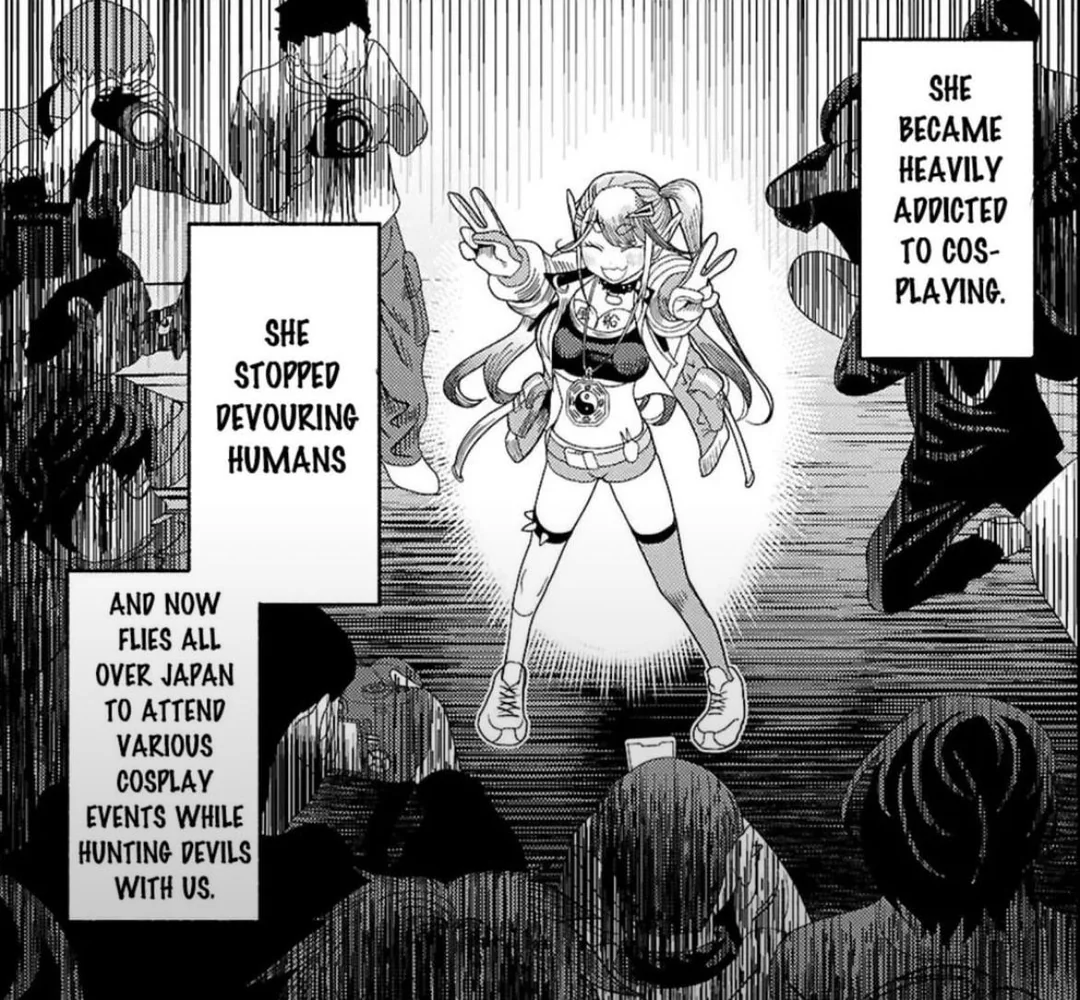 SHE
BECAME
HEAVILY
ADDICTED
TO COS-
PLAYING.
SHE
STOPPED
DEVOURING
HUMANS
AND NOW
FLIES ALL
OVER JAPAN
TO ATTEND
VARIOUS
COSPLAY
EVENTS WHILE
HUNTING DEVILS
WITH US.